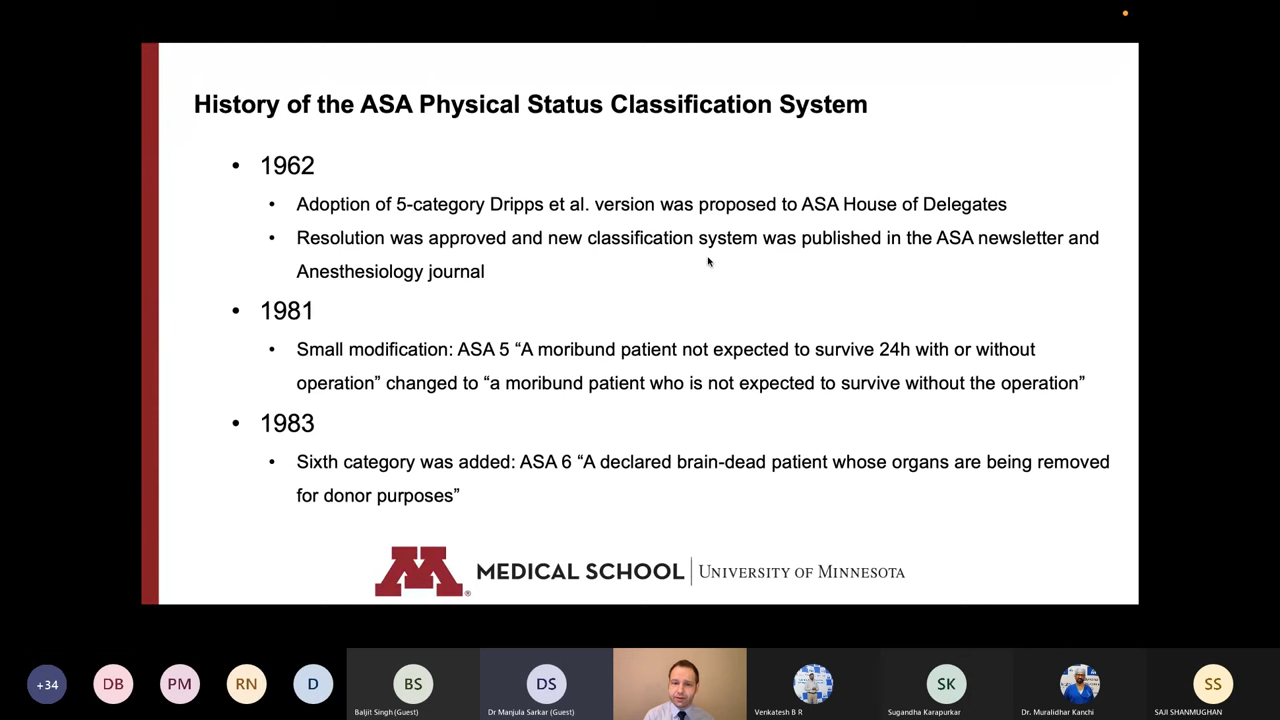 History of the ASA Physical Status Classification System
• 1962
• Adoption of 5-category Dripps et al. version was proposed to ASA House of Delegates
• Resolution was approved and new classification system was published in the ASA newsletter and
Anesthesiology journal
• 1981
• Small modification: ASA 5 “A moribund patient not expected to survive 24h with or without
operation” changed to “a moribund patient who is not expected to survive without the operation”
• 1983
• Sixth category was added: ASA 6 “A declared brain-dead patient whose organs are being removed
for donor purposes”
M® MEDICAL SCHOOL | UNIVERSITY OF MINNESOTA
+34 DB PM RN D BS DS SK SS
Baljit Singh (Guest) Dr Manjula Sarkar (Guest) Venkatesh B R Sugandha Karapurkar Dr. Muralidhar Kanchi SAJI SHANMUGHAN